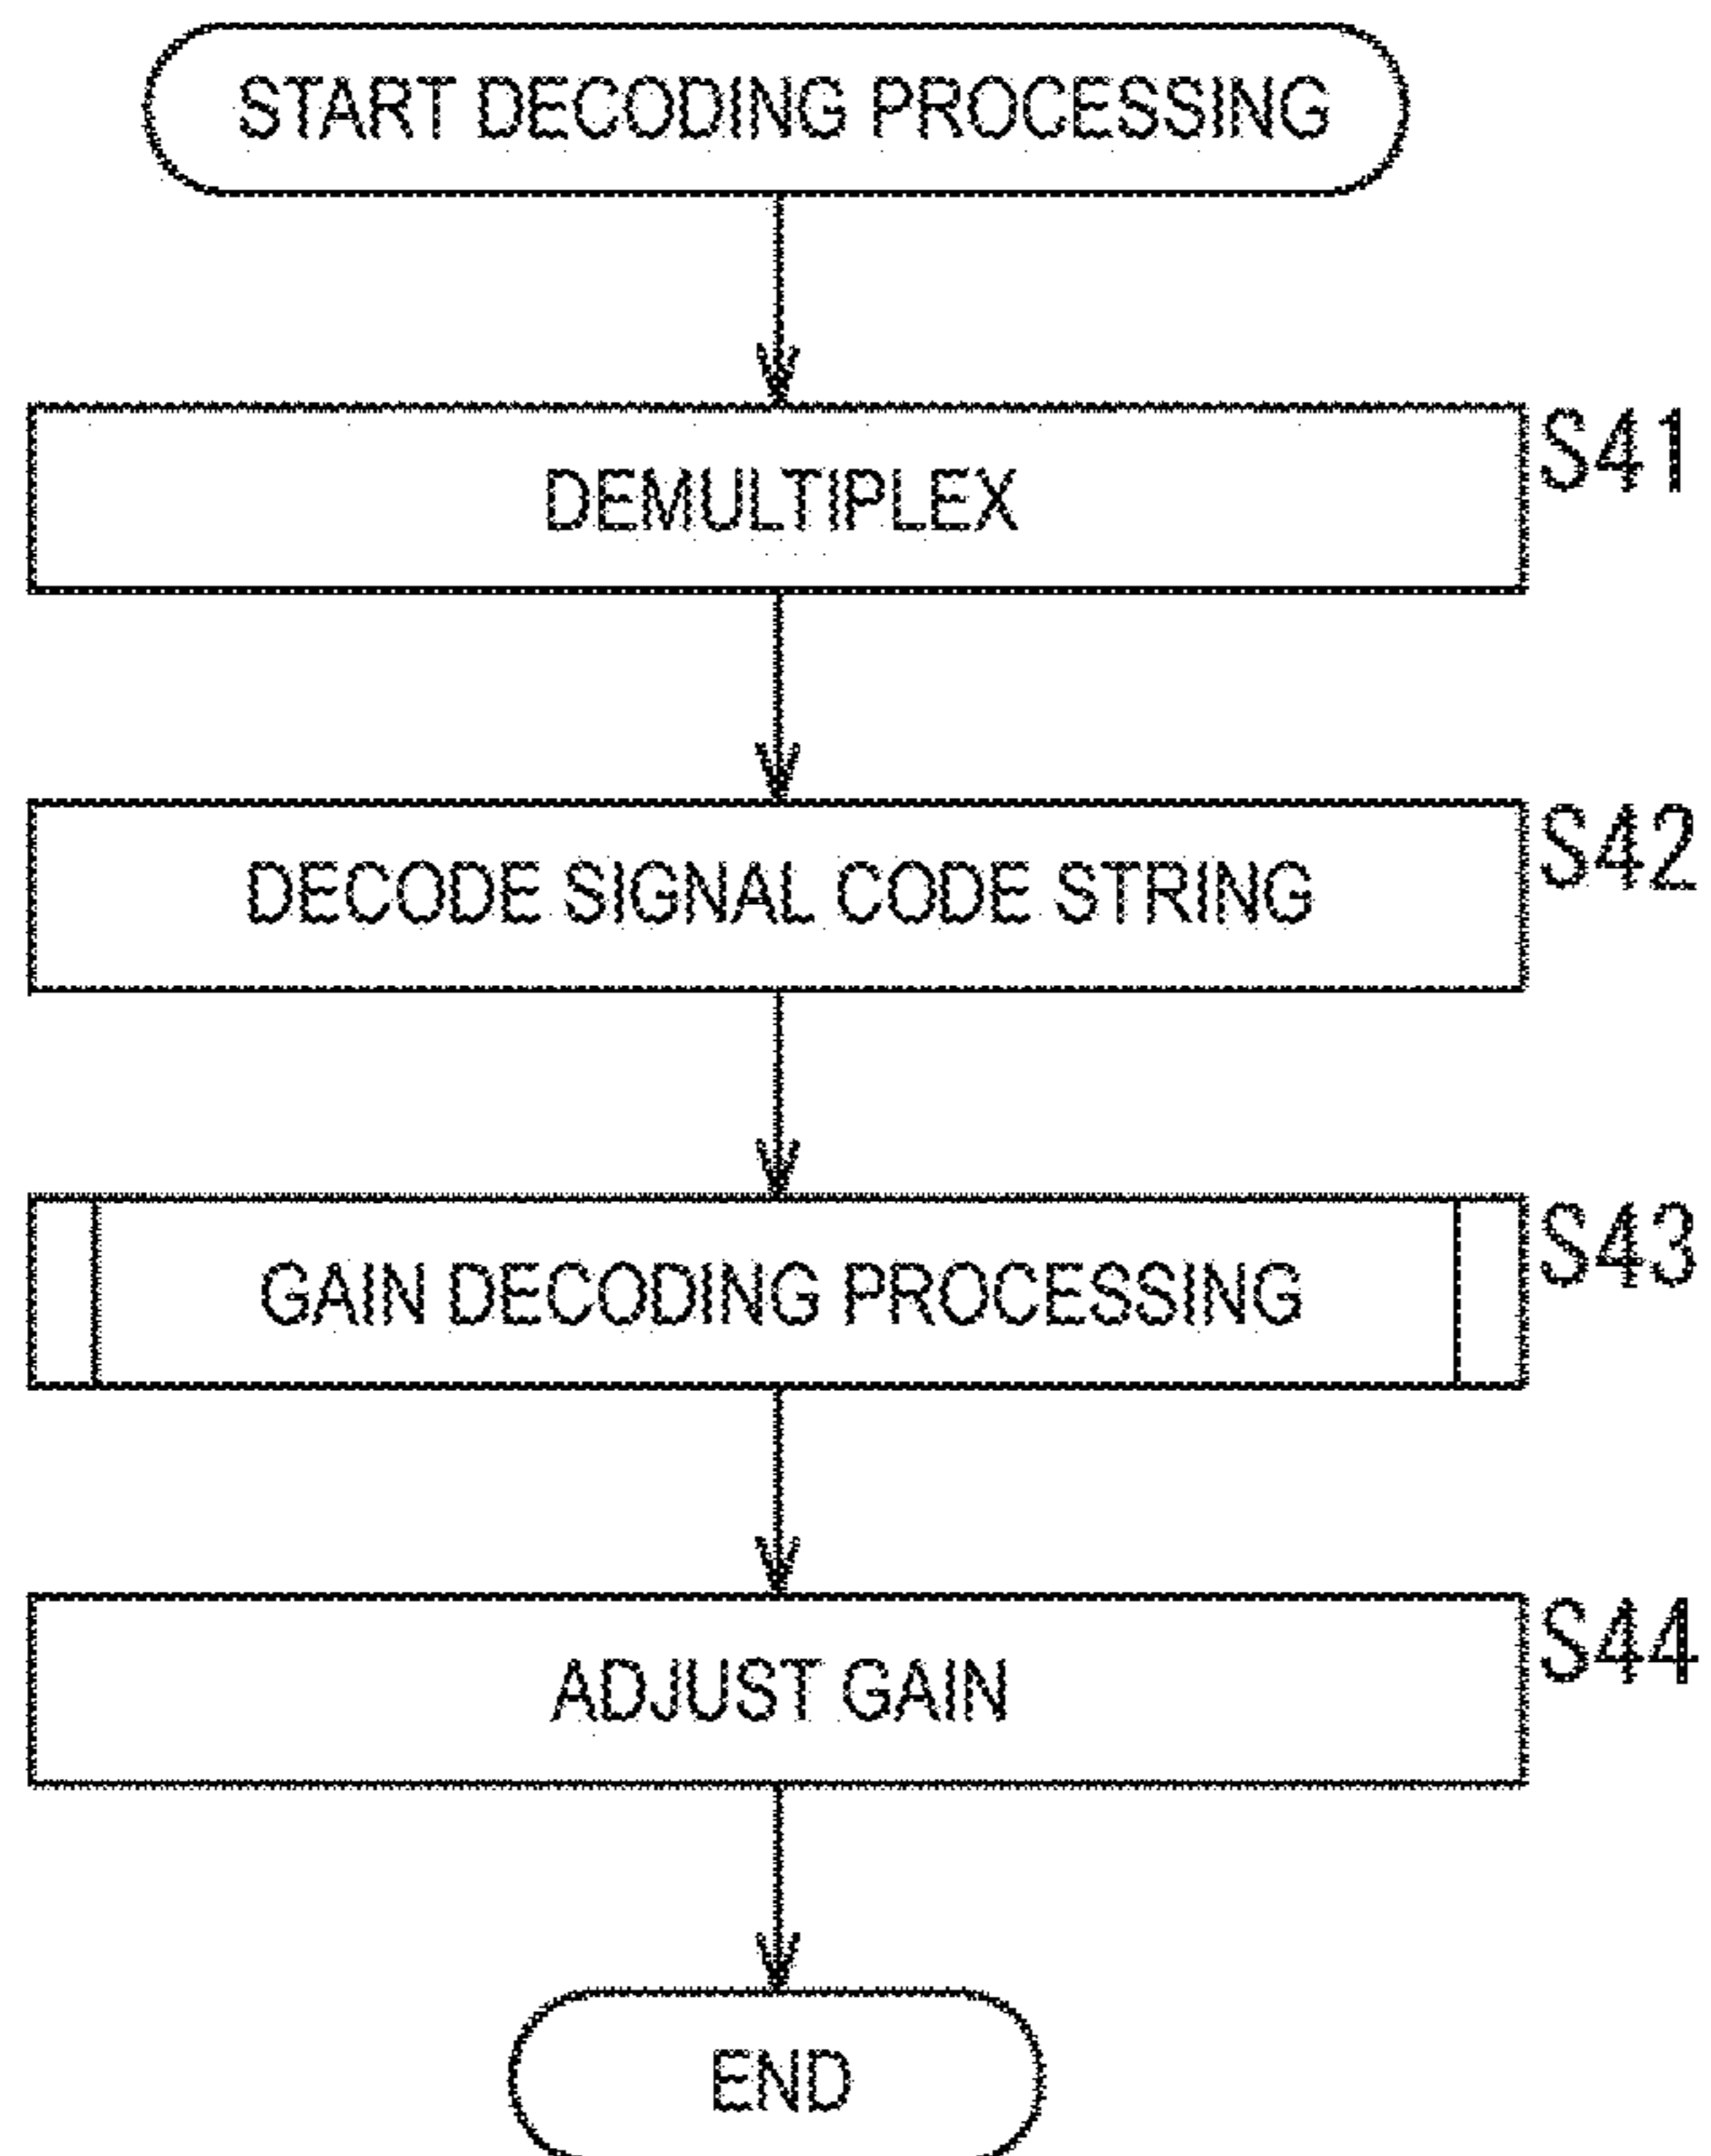 START DECODING PROCESSING
DEMULTIPLEX
S41
DECODE SIGNAL CODE STRING
S42
GAIN DECODING PROCESSING
S43
ADJUST GAIN
S44
END